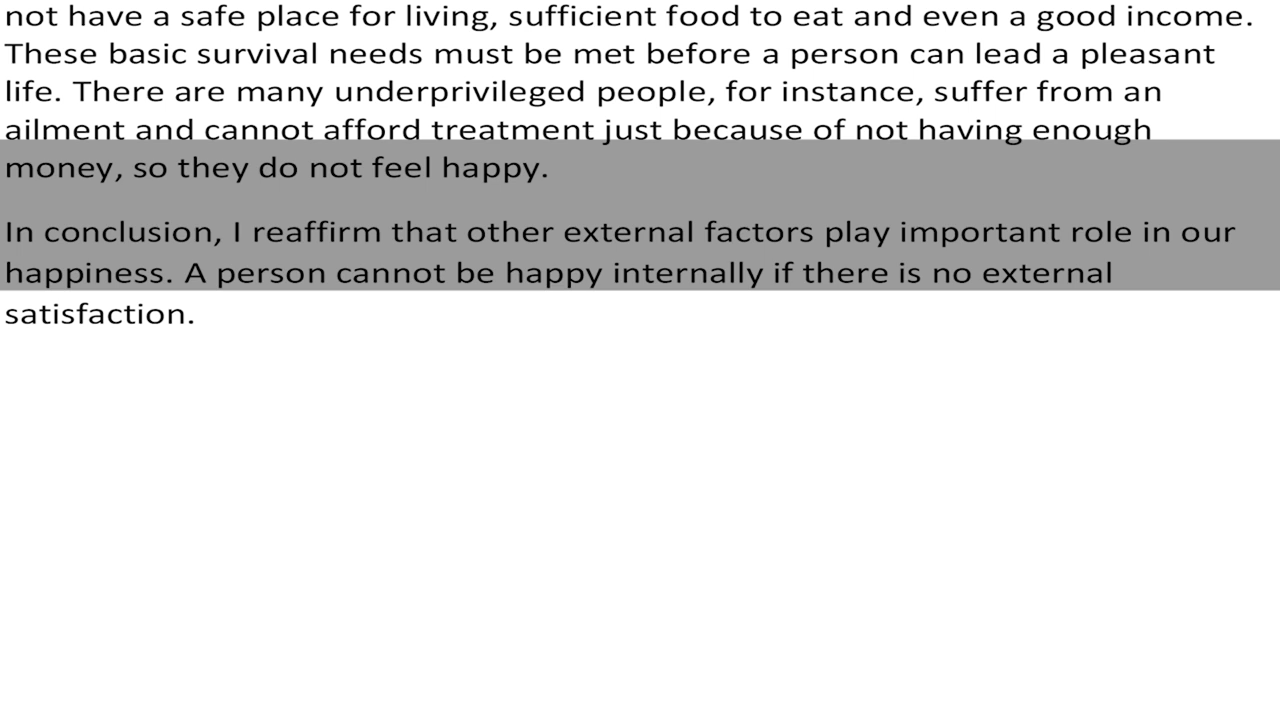 not have a safe place for living, sufficient food to eat and even a good income.
These basic survival needs must be met before a person can lead a pleasant
life. There are many underprivileged people, for instance, suffer from an
ailment and cannot afford treatment just because of not having enough
money, so they do not feel happy.
In conclusion, I reaffirm that other external factors play important role in our
happiness. A person cannot be happy internally if there is no external
satisfaction.